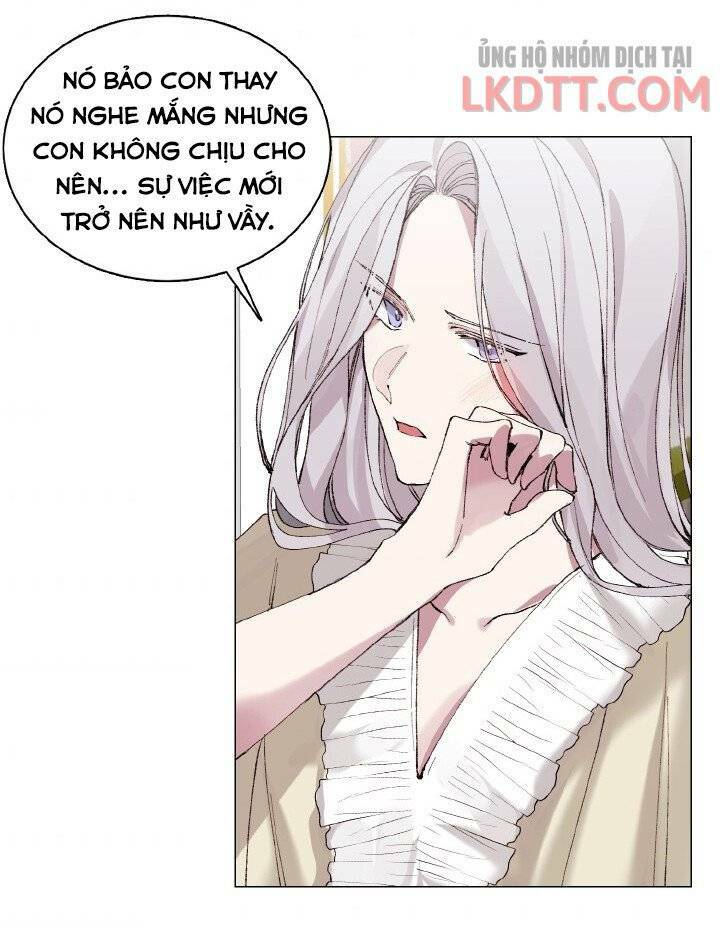 ỦNG HỘ NHÓM DỊCH TẠI
LKDTT.COM
NÓ BẢO CON THAY
NÓ NGHE MẮNG NHƯNG
CON KHÔNG CHỊU CHO
NÊN... SỰ VIỆC MỚI
TRỞ NÊN NHƯ VẦY.